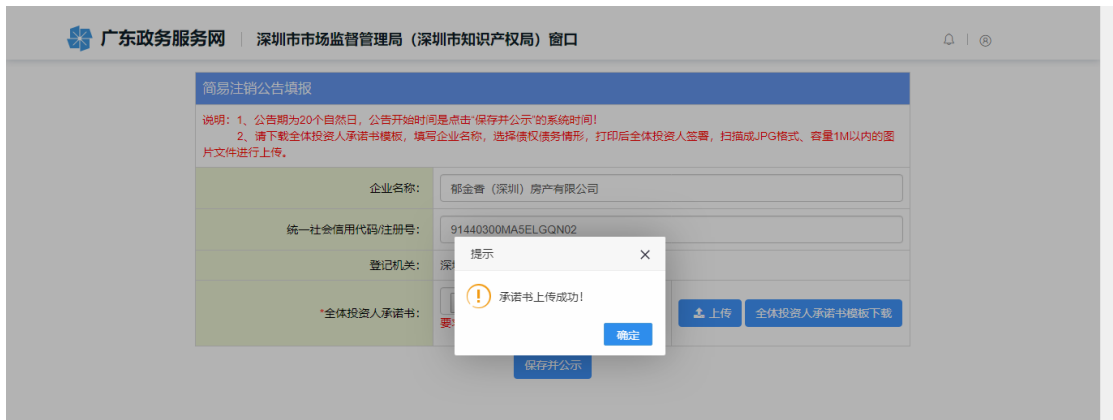 广东政务服务网 | 深圳市市场监督管理局（深圳市知识产权局）窗口
简易注销公告填报
说明：1、公告期为20个自然日，公告开始时间是点击“保存并公示”的系统时间！
2、请下载全体投资人承诺书模板，填写企业名称，选择债权债务情形，打印后全体投资人签署，扫描成JPG格式、容量1M以内的图
片文件进行上传。
企业名称： 郁金香（深圳）房产有限公司
统一社会信用代码/注册号： 91440300MA5ELGQN02
提示
登记机关： 深
承诺书上传成功！
*全体投资人承诺书： 上传 全体投资人承诺书模板下载
要
确定
保存并公示